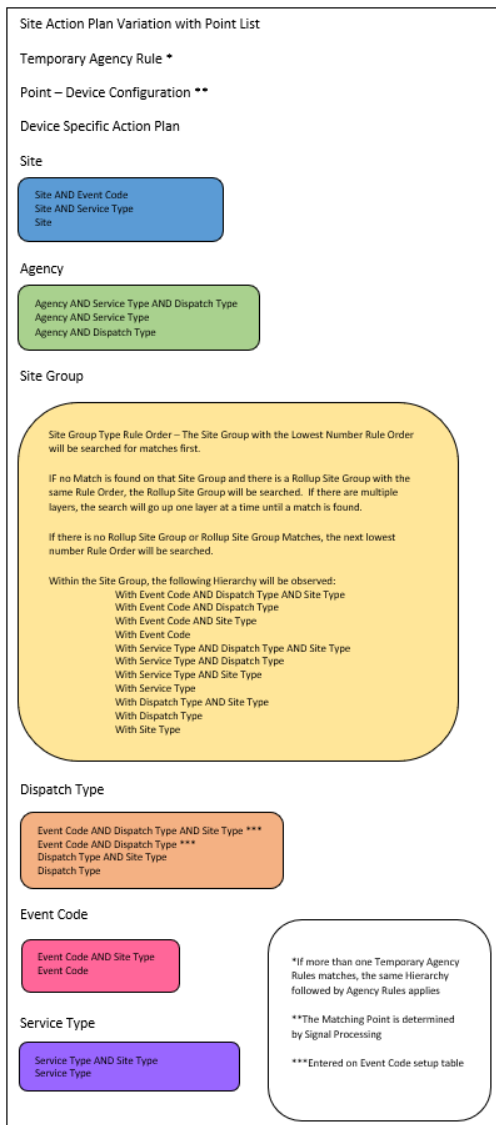 Site Action Plan Variation with Point List
Temporary Agency Rule *
Point – Device Configuration **
Device Specific Action Plan
Site
Site AND Event Code
Site AND Service Type
Site
Agency
Agency AND Service Type AND Dispatch Type
Agency AND Service Type
Agency AND Dispatch Type
Site Group
Site Group Type Rule Order – The Site Group with the Lowest Number Rule Order
will be searched for matches first.
IF no Match is found on that Site Group and there is a Rollup Site Group with the
same Rule Order, the Rollup Site Group will be searched.  If there are multiple
layers, the search will go up one layer at a time until a match is found.
If there is no Rollup Site Group or Rollup Site Group Matches, the next lowest
number Rule Order will be searched.
Within the Site Group, the following Hierarchy will be observed:
With Event Code AND Dispatch Type AND Site Type
With Event Code AND Dispatch Type
With Event Code AND Site Type
With Event Code
With Service Type AND Dispatch Type AND Site Type
With Service Type AND Dispatch Type
With Service Type AND Site Type
With Service Type
With Dispatch Type AND Site Type
With Dispatch Type
With Site Type
Dispatch Type
Event Code AND Dispatch Type AND Site Type ***
Event Code AND Dispatch Type ***
Dispatch Type AND Site Type
Dispatch Type
Event Code
Event Code AND Site Type
Event Code
Service Type
Service Type AND Site Type
Service Type
*If more than one Temporary Agency
Rules matches, the same Hierarchy
followed by Agency Rules applies
**The Matching Point is determined
by Signal Processing
***Entered on Event Code setup table